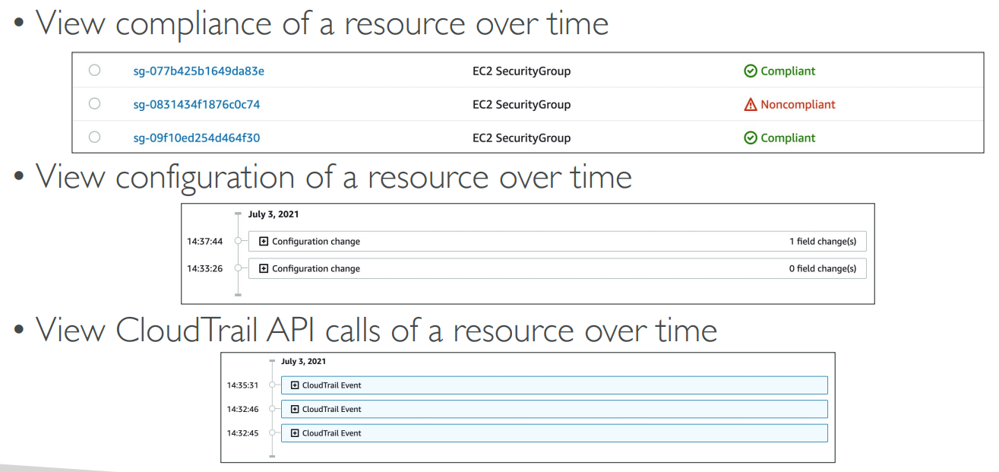 • View compliance of a resource over time
sg-077b425b1649da83e EC2 SecurityGroup Compliant
sg-0831434f1876c0c74 EC2 SecurityGroup Noncompliant
sg-09f10ed254d464f30 EC2 SecurityGroup Compliant
• View configuration of a resource over time
July 3, 2021
14:37:44 Configuration change 1 field change(s)
14:33:26 Configuration change 0 field change(s)
• View CloudTrail API calls of a resource over time
July 3, 2021
14:35:31 CloudTrail Event
14:32:46 CloudTrail Event
14:32:45 CloudTrail Event